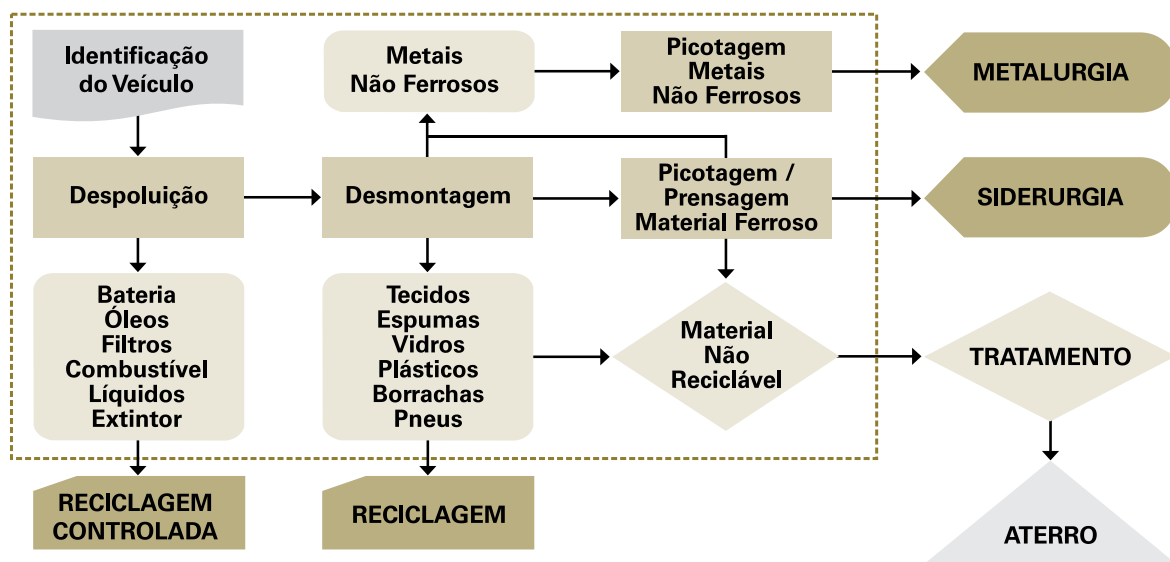 Identificação
do Veículo
Metais
Não Ferrosos
Picotagem
Metais
Não Ferrosos
METALURGIA
Despoluição
Desmontagem
Picotagem /
Prensagem
Material Ferroso
SIDERURGIA
Bateria
Óleos
Filtros
Combustível
Líquidos
Extintor
Tecidos
Espumas
Vidros
Plásticos
Borrachas
Pneus
Material
Não
Reciclável
TRATAMENTO
RECICLAGEM
CONTROLADA
RECICLAGEM
ATERRO